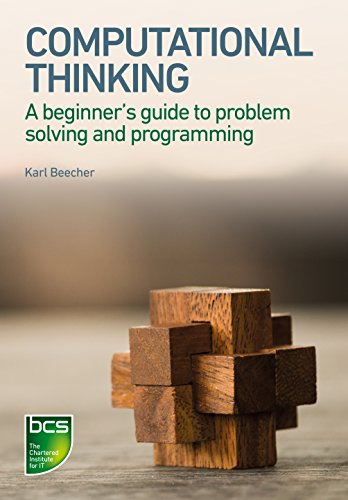 COMPUTATIONAL
THINKING
A beginner's guide to problem
solving and programming
Karl Beecher
bcs
The
Chartered
Institute
for IT